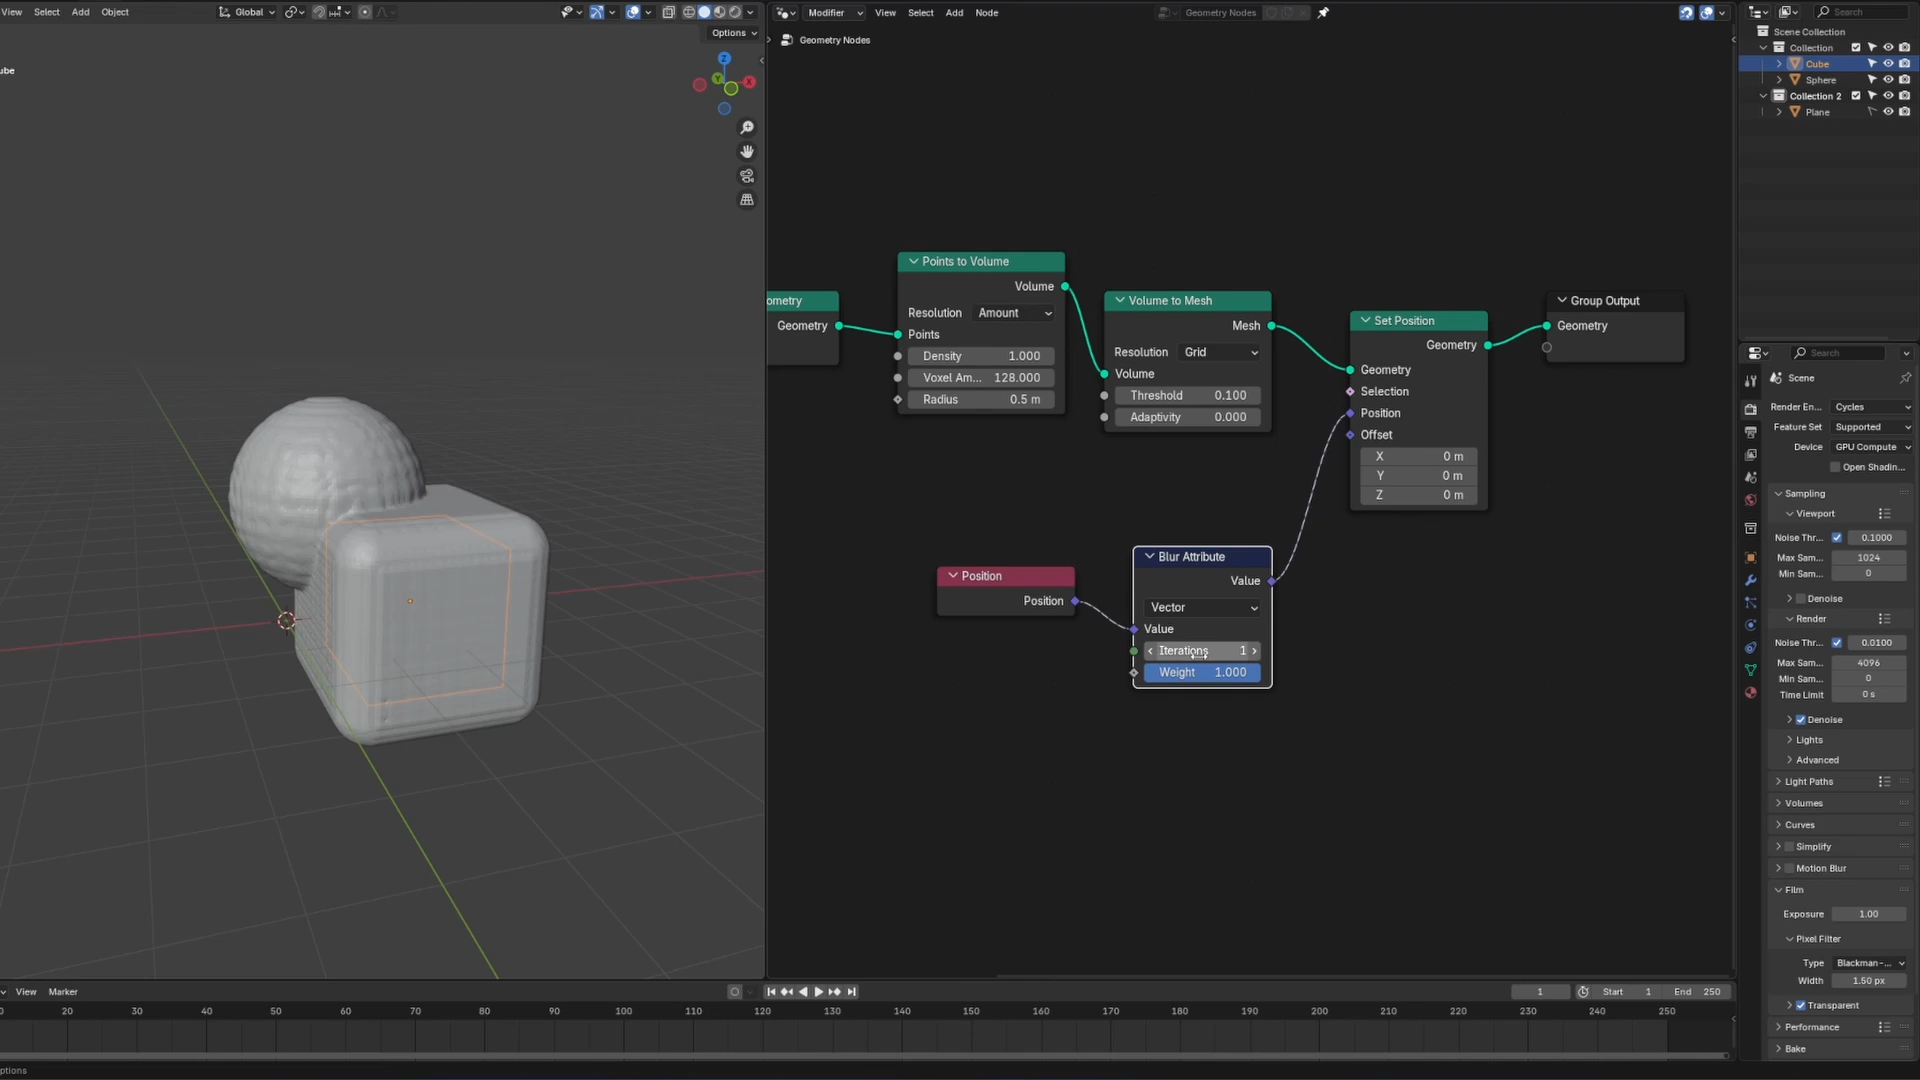 View Select Add Object Global
Options
ube
Z
Y
X
Modifier View Select Add Node Geometry Nodes
Geometry Nodes
ometry
Geometry
Points to Volume
Volume
Resolution Amount
Points
Density 1.000
Voxel Am... 128.000
Radius 0.5 m
Volume to Mesh
Mesh
Resolution Grid
Volume
Threshold 0.100
Adaptivity 0.000
Set Position
Geometry
Geometry
Selection
Position
Offset
X 0 m
Y 0 m
Z 0 m
Group Output
Geometry
Position
Position
Blur Attribute
Value
Vector
Value
Iterations 1
Weight 1.000
Search
Scene Collection
Collection
Cube
Sphere
Collection 2
Plane
Search
Scene
Render En... Cycles
Feature Set Supported
Device GPU Compute
Open Shadin...
Sampling
Viewport
Noise Thr... 0.1000
Max Sam... 1024
Min Sam... 0
Denoise
Render
Noise Thr... 0.0100
Max Sam... 4096
Min Sam... 0
Time Limit 0 s
Denoise
Lights
Advanced
Light Paths
Volumes
Curves
Simplify
Motion Blur
Film
Exposure 1.00
Pixel Filter
Type Blackman-...
Width 1.50 px
Transparent
Performance
Bake
View Marker 1 Start 1 End 250
20 30 40 50 60 70 80 90 100 110 120 130 140 150 160 170 180 190 200 210 220 230 240 250
ptions